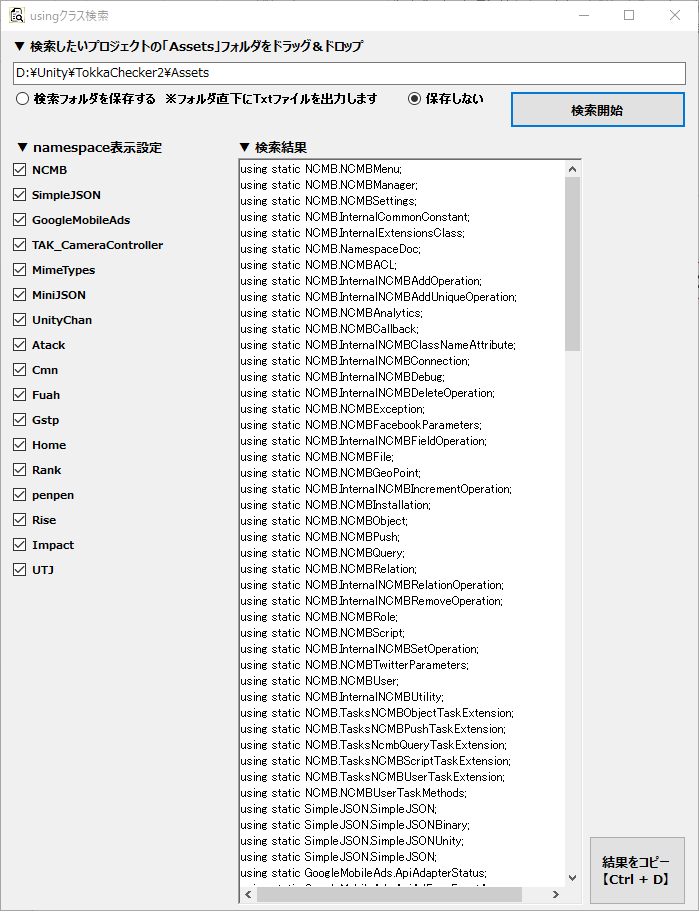 usingクラス検索
▼ 検索したいプロジェクトの「Assets」フォルダをドラッグ＆ドロップ
D:¥Unity¥TokkaChecker2¥Assets
検索フォルダを保存する ※フォルダ直下にTxtファイルを出力します
保存しない
検索開始
▼ namespace表示設定
NCMB
SimpleJSON
GoogleMobileAds
TAK_CameraController
MimeTypes
MiniJSON
UnityChan
Atack
Cmn
Fuah
Gstp
Home
Rank
penpen
Rise
Impact
UTJ
▼ 検索結果
using static NCMB.NCMBMenu;
using static NCMB.NCMBManager;
using static NCMB.NCMBSettings;
using static NCMB.InternalCommonConstant;
using static NCMB.InternalExtensionsClass;
using static NCMB.NamespaceDoc;
using static NCMB.NCMBACL;
using static NCMB.InternalNCMBAddOperation;
using static NCMB.InternalNCMBAddUniqueOperation;
using static NCMB.NCMBAnalytics;
using static NCMB.NCMBCallback;
using static NCMB.InternalNCMBClassNameAttribute;
using static NCMB.InternalNCMBConnection;
using static NCMB.InternalNCMBDebug;
using static NCMB.InternalNCMBDeleteOperation;
using static NCMB.NCMBException;
using static NCMB.NCMBFacebookParameters;
using static NCMB.InternalNCMBFieldOperation;
using static NCMB.NCMBFile;
using static NCMB.NCMBGeoPoint;
using static NCMB.InternalNCMBIncrementOperation;
using static NCMB.NCMBInstallation;
using static NCMB.NCMBObject;
using static NCMB.NCMBPush;
using static NCMB.NCMBQuery;
using static NCMB.NCMBRelation;
using static NCMB.InternalNCMBRelationOperation;
using static NCMB.InternalNCMBRemoveOperation;
using static NCMB.NCMBRole;
using static NCMB.NCMBScript;
using static NCMB.InternalNCMBSetOperation;
using static NCMB.NCMBTwitterParameters;
using static NCMB.NCMBUser;
using static NCMB.InternalNCMBUtility;
using static NCMB.TasksNCMBObjectTaskExtension;
using static NCMB.TasksNCMBPushTaskExtension;
using static NCMB.TasksNcmbQueryTaskExtension;
using static NCMB.TasksNCMBScriptTaskExtension;
using static NCMB.TasksNCMBUserTaskExtension;
using static NCMB.NCMBUserTaskMethods;
using static SimpleJSON.SimpleJSON;
using static SimpleJSON.SimpleJSONBinary;
using static SimpleJSON.SimpleJSONUnity;
using static SimpleJSON.SimpleJSON;
using static GoogleMobileAds.ApiAdapterStatus;
結果をコピー
【Ctrl + D】